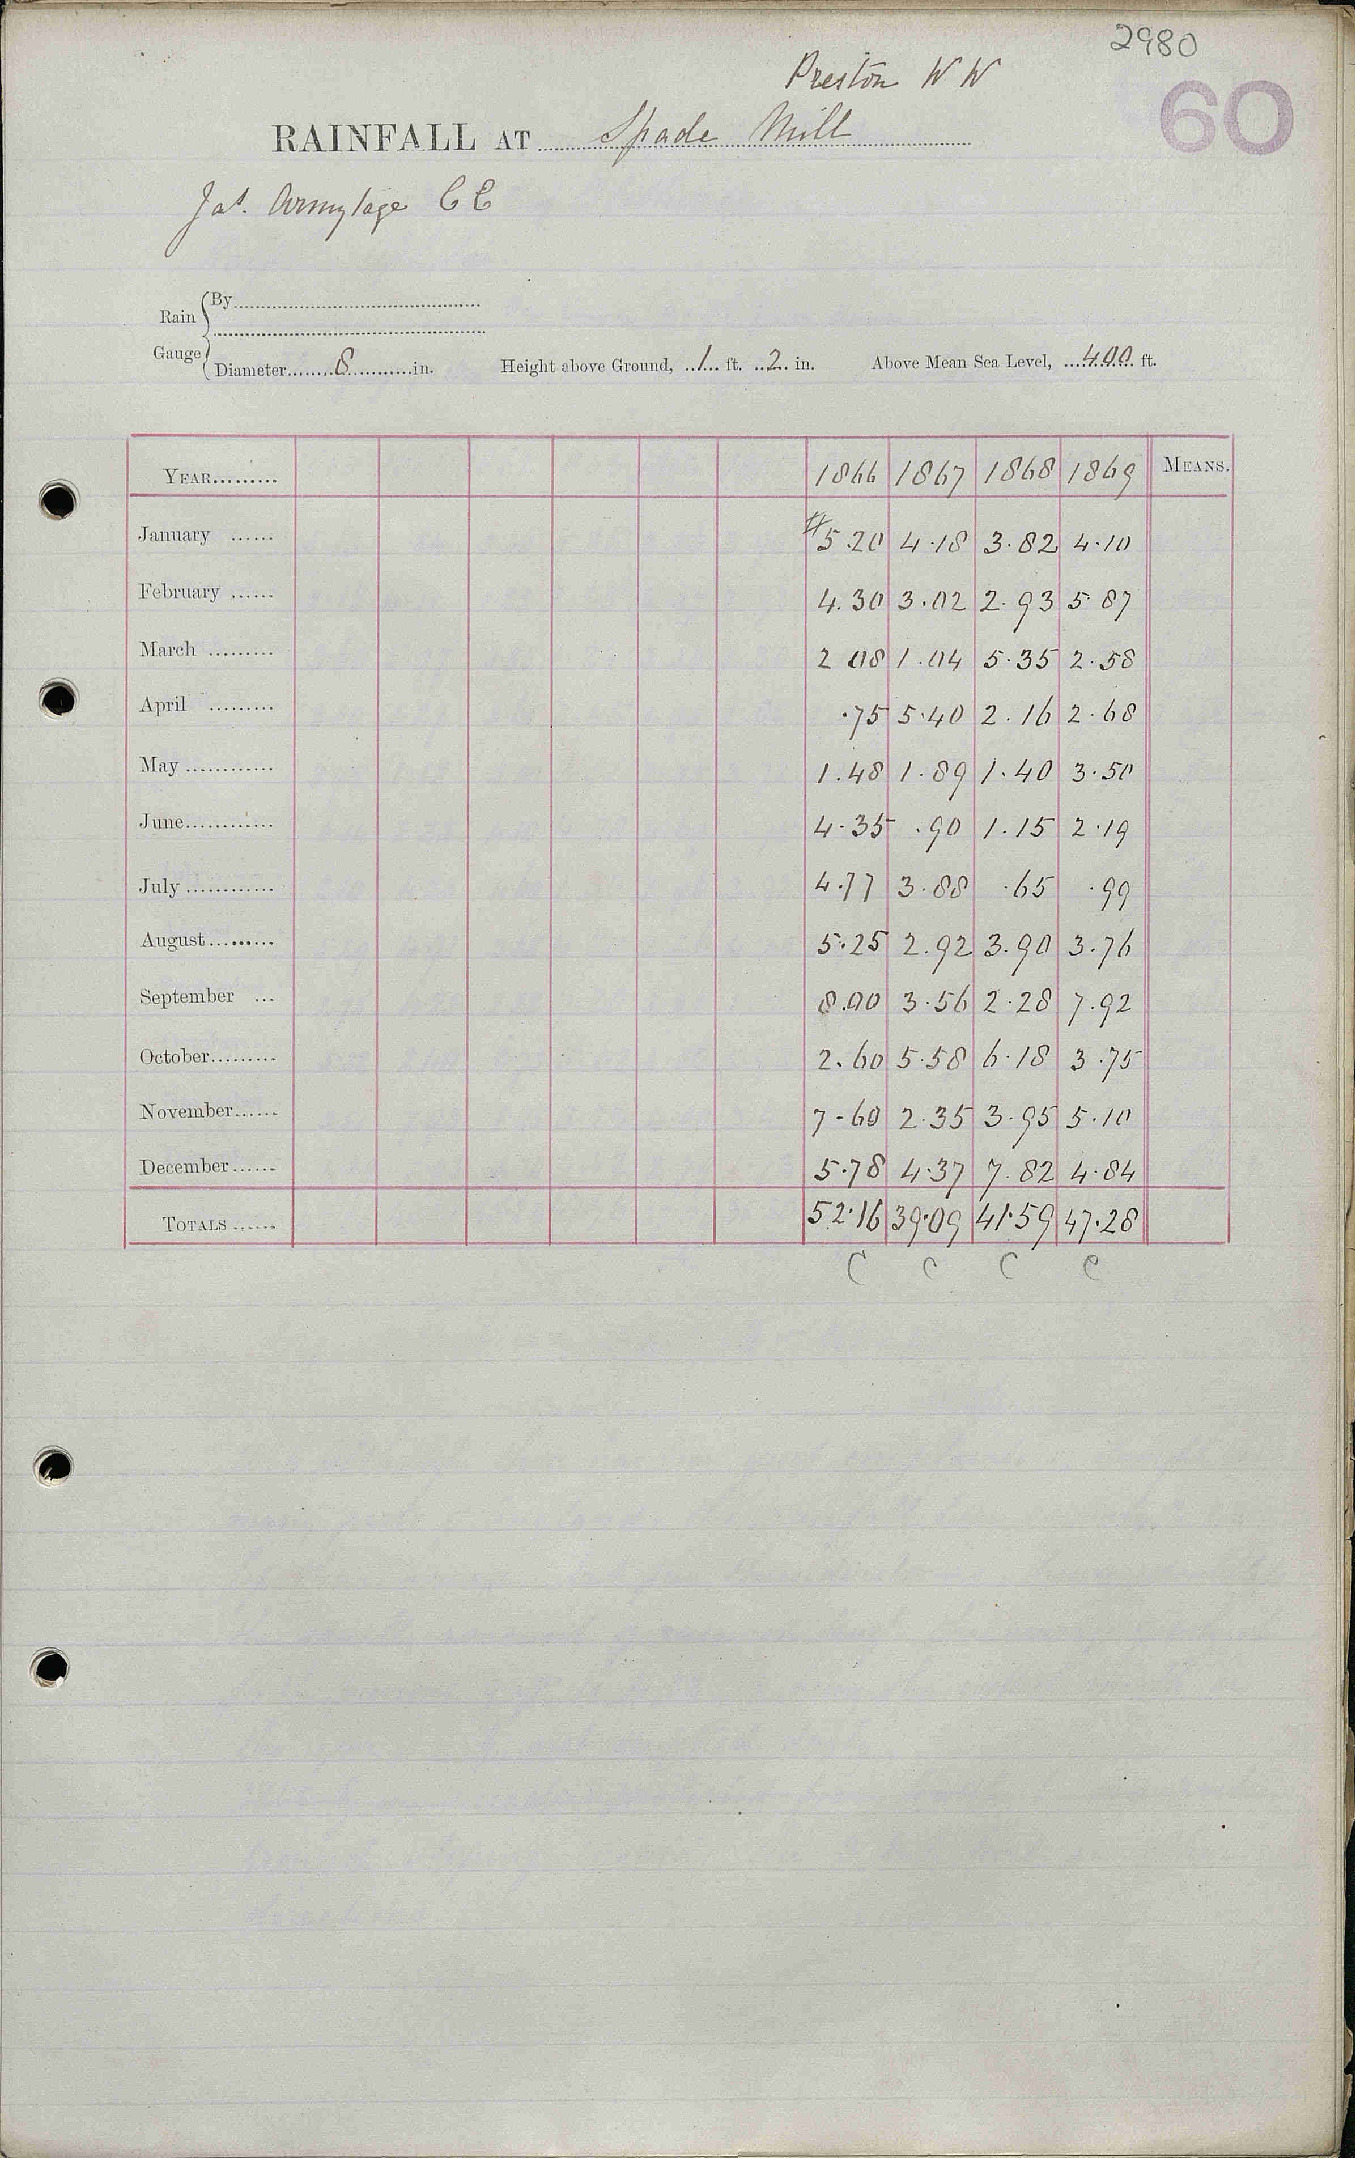 2980
Preston W W
60
RAINFALL AT Spade Mill
Jas. Armytage C E
Rain Gauge
By
Diameter 8 in. Height above Ground, 1 ft. 2 in. Above Mean Sea Level, 400 ft.
YEAR 1866 1867 1868 1869 MEANS.
January #5.20 4.18 3.82 4.10
February 4.30 3.02 2.93 5.87
March 2.08 1.04 5.35 2.58
April .75 5.40 2.16 2.68
May 1.48 1.89 1.40 3.50
June 4.35 .90 1.15 2.19
July 4.77 3.88 .65 .99
August 5.25 2.92 3.90 3.76
September 8.00 3.56 2.28 7.92
October 2.60 5.58 6.18 3.75
November 7.60 2.35 3.95 5.10
December 5.78 4.37 7.82 4.84
TOTALS 52.16 39.09 41.59 47.28
C C C C